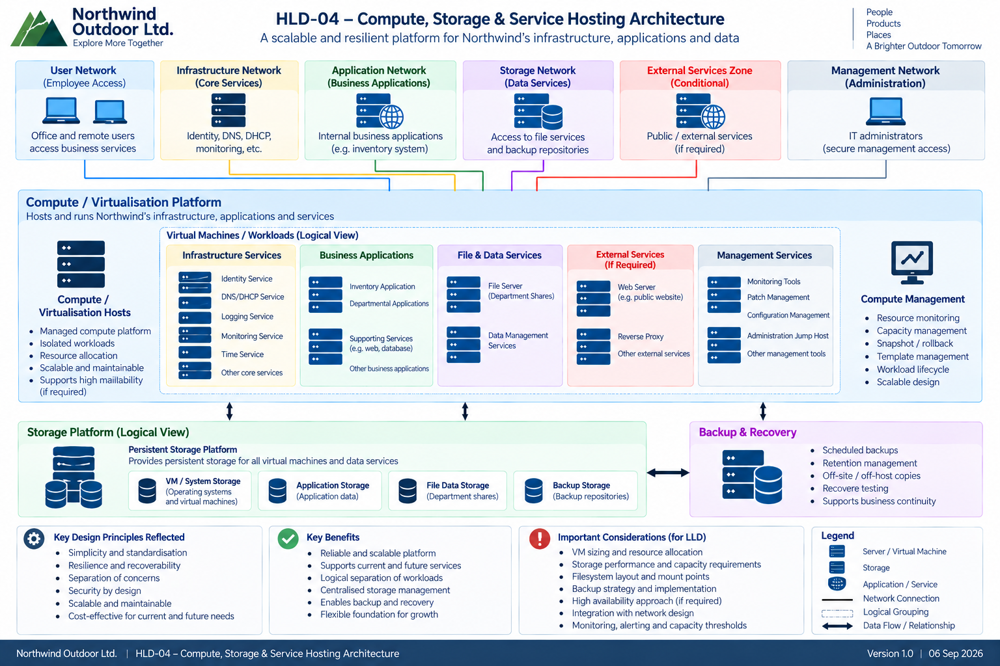 Northwind
Outdoor Ltd.
Explore More Together
HLD-04 – Compute, Storage & Service Hosting Architecture
A scalable and resilient platform for Northwind's infrastructure, applications and data
People
Products
Places
A Brighter Outdoor Tomorrow
User Network
(Employee Access)
Office and remote users
access business services
Infrastructure Network
(Core Services)
Identity, DNS, DHCP,
monitoring, etc.
Application Network
(Business Applications)
Internal business applications
(e.g. inventory system)
Storage Network
(Data Services)
Access to file services
and backup repositories
External Services Zone
(Conditional)
Public / external services
(if required)
Management Network
(Administration)
IT administrators
(secure management access)
Compute / Virtualisation Platform
Hosts and runs Northwind's infrastructure, applications and services
Compute /
Virtualisation Hosts
• Managed compute platform
• Isolated workloads
• Resource allocation
• Scalable and maintainable
• Supports high maillability
(if required)
Virtual Machines / Workloads (Logical View)
Infrastructure Services
Identity Service
DNS/DHCP Service
Logging Service
Monitoring Service
Time Service
Other core services
Business Applications
Inventory Application
Departmental Applications
Supporting Services
(e.g. web, database)
Other business applications
File & Data Services
File Server
(Department Shares)
Data Management
Services
External Services
(If Required)
Web Server
(e.g. public website)
Reverse Proxy
Other external services
Management Services
Monitoring Tools
Patch Management
Configuration Management
Administration Jump Host
Other management tools
Compute Management
• Resource monitoring
• Capacity management
• Snapshot / rollback
• Template management
• Workload lifecycle
• Scalable design
Storage Platform (Logical View)
Persistent Storage Platform
Provides persistent storage for all virtual machines and data services
VM / System Storage
(Operating systems
and virtual machines)
Application Storage
(Application data)
File Data Storage
(Department shares)
Backup Storage
(Backup repositories)
Backup & Recovery
• Scheduled backups
• Retention management
• Off-site / off-host copies
• Recovere testing
• Supports business continuity
Key Design Principles Reflected
• Simplicity and standardisation
• Resilience and recoverability
• Separation of concerns
• Security by design
• Scalable and maintainable
• Cost-effective for current and future needs
Key Benefits
• Reliable and scalable platform
• Supports current and future services
• Logical separation of workloads
• Centralised storage management
• Enables backup and recovery
• Flexible foundation for growth
Important Considerations (for LLD)
• VM sizing and resource allocation
• Storage performance and capacity requirements
• Filesystem layout and mount points
• Backup strategy and implementation
• High availability approach (if required)
• Integration with network design
• Monitoring, alerting and capacity thresholds
Legend
Server / Virtual Machine
Storage
Application / Service
Network Connection
Logical Grouping
Data Flow / Relationship
Northwind Outdoor Ltd. | HLD-04 – Compute, Storage & Service Hosting Architecture
Version 1.0 | 06 Sep 2026